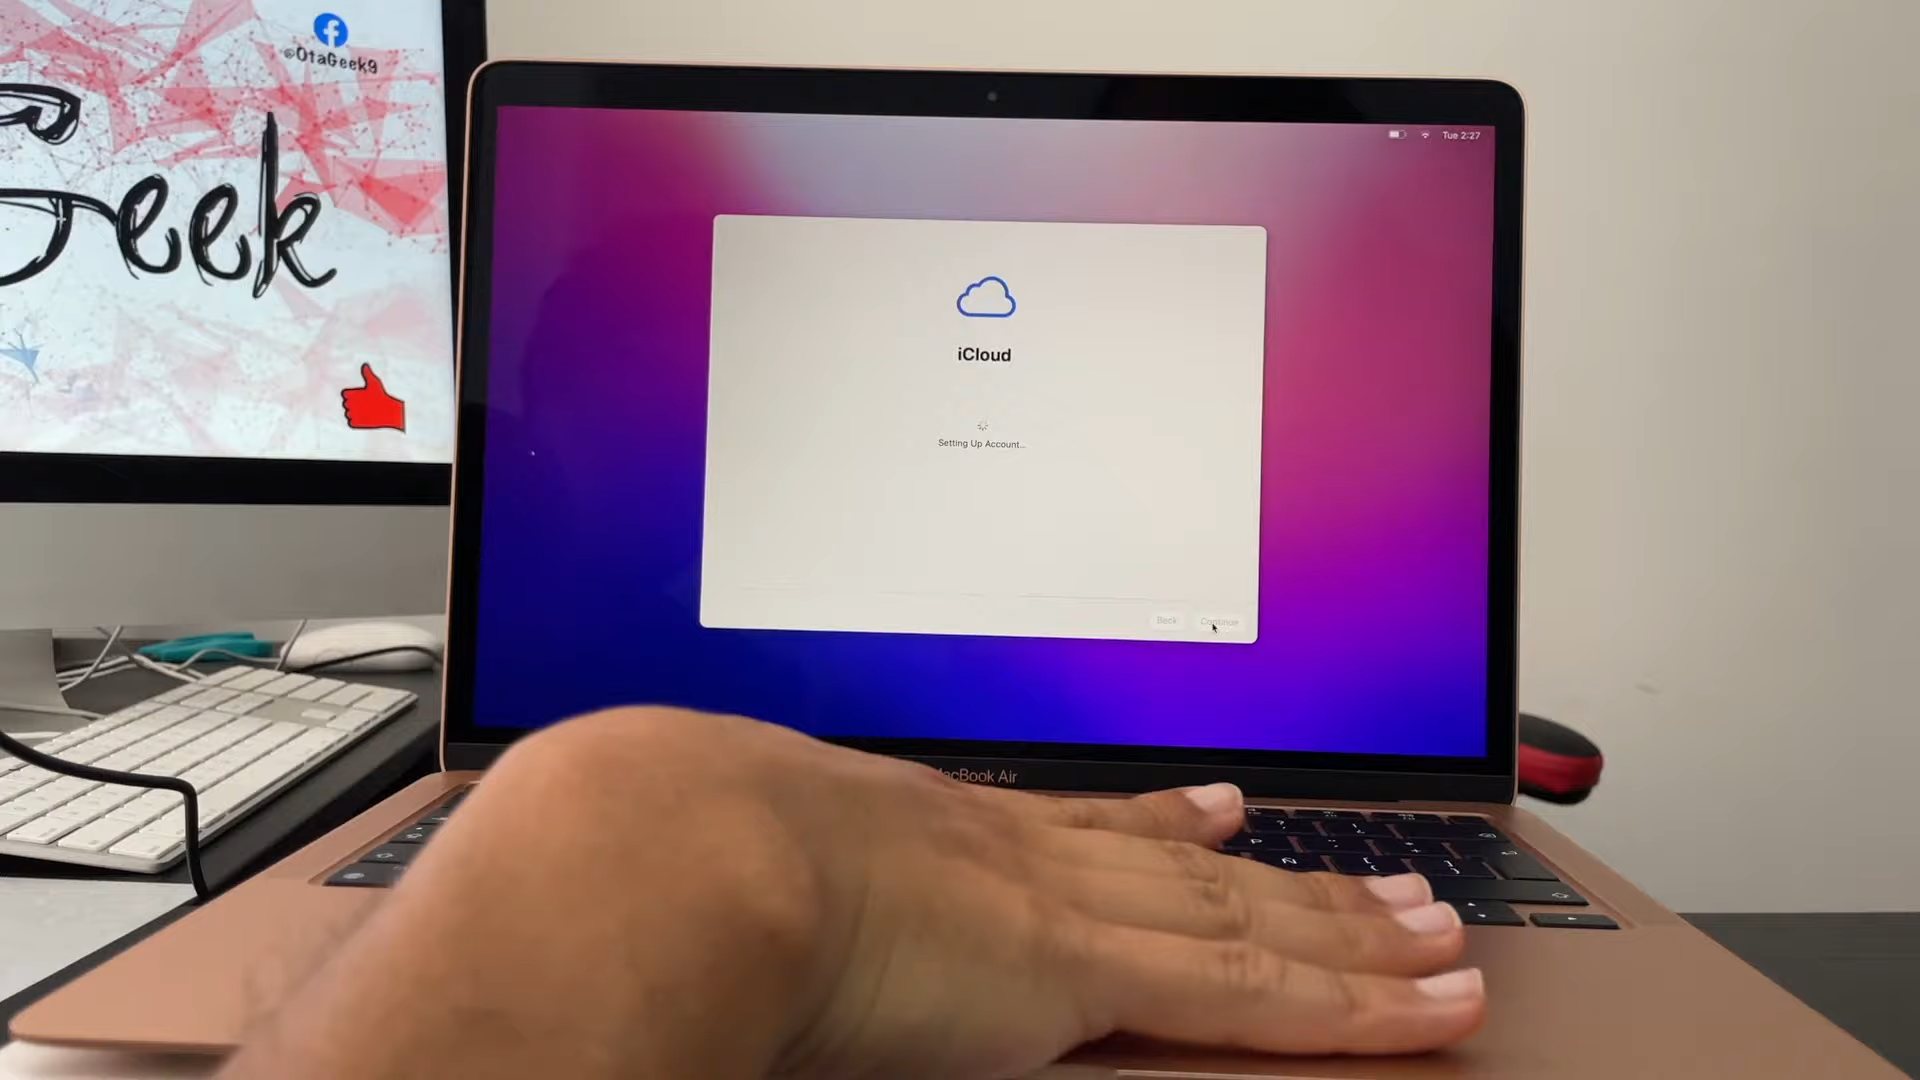 @OtaGeek9
Geek
Tue 2:27
iCloud
Setting Up Account...
Back
Continue
MacBook Air
?
P
Ñ